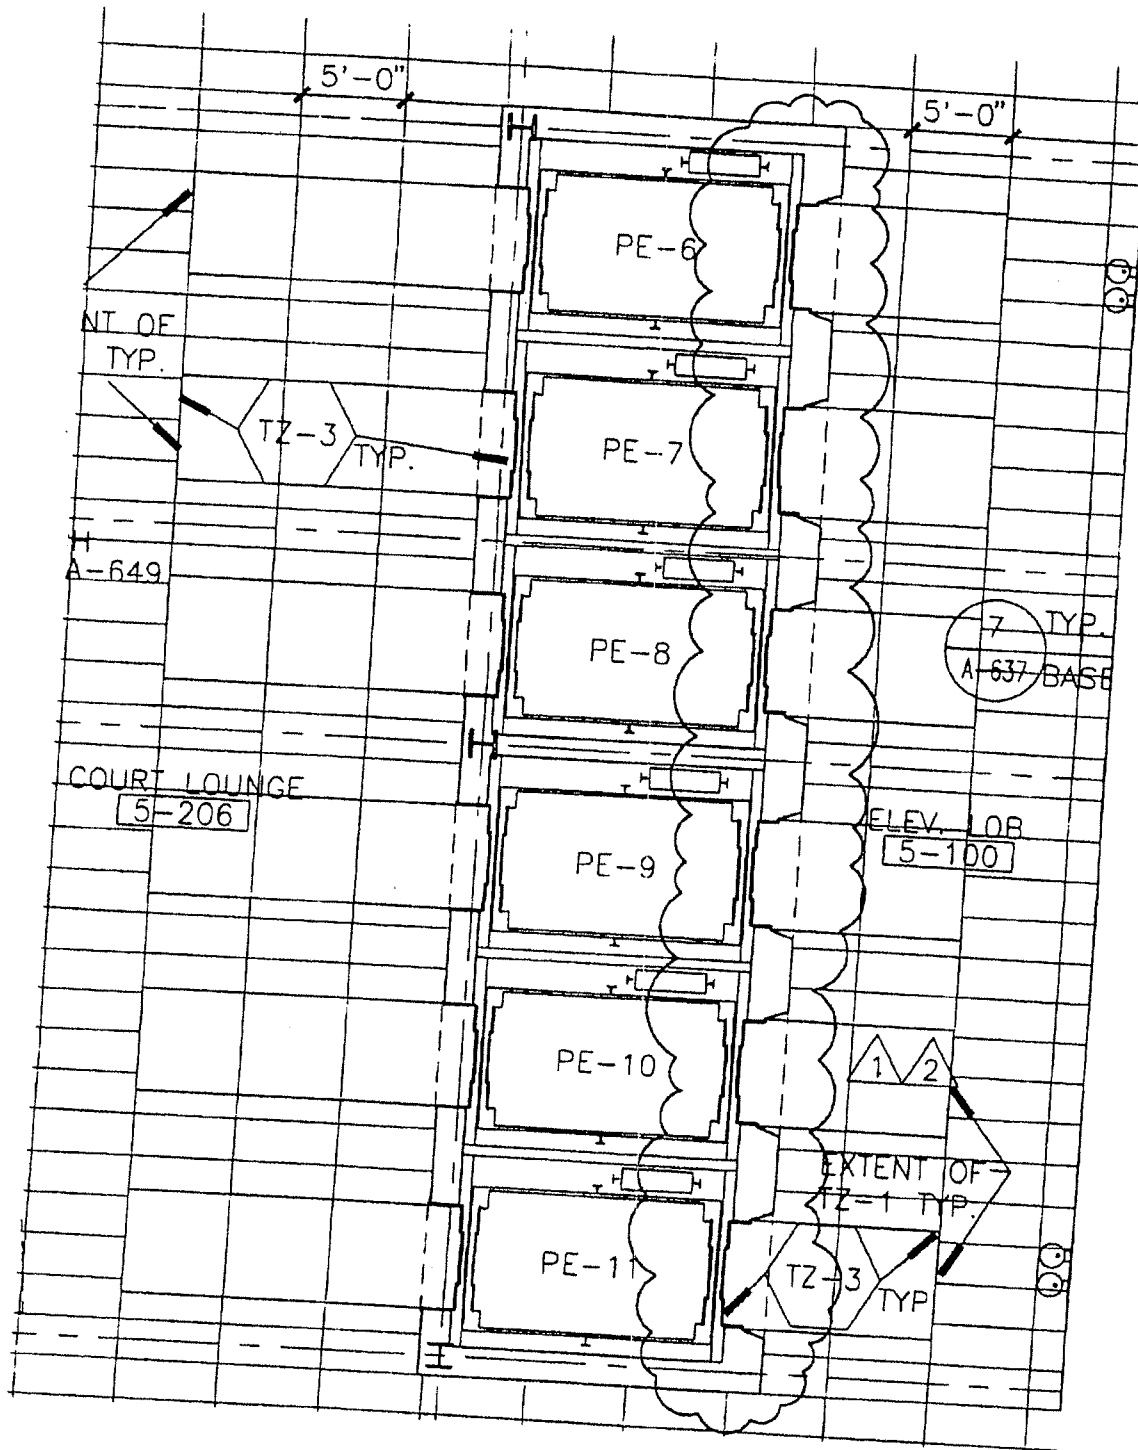 5'-0"
5'-0"
PE-6
NT OF
TYP.
TZ-3
TYP.
PE-7
A-649
PE-8
7
TYP.
A-637
BASE
COURT LOUNGE
5-206
ELEV. LOB
5-100
PE-9
PE-10
1
2
EXTENT OF
TZ-1 TYP.
PE-11
TZ-3
TYP